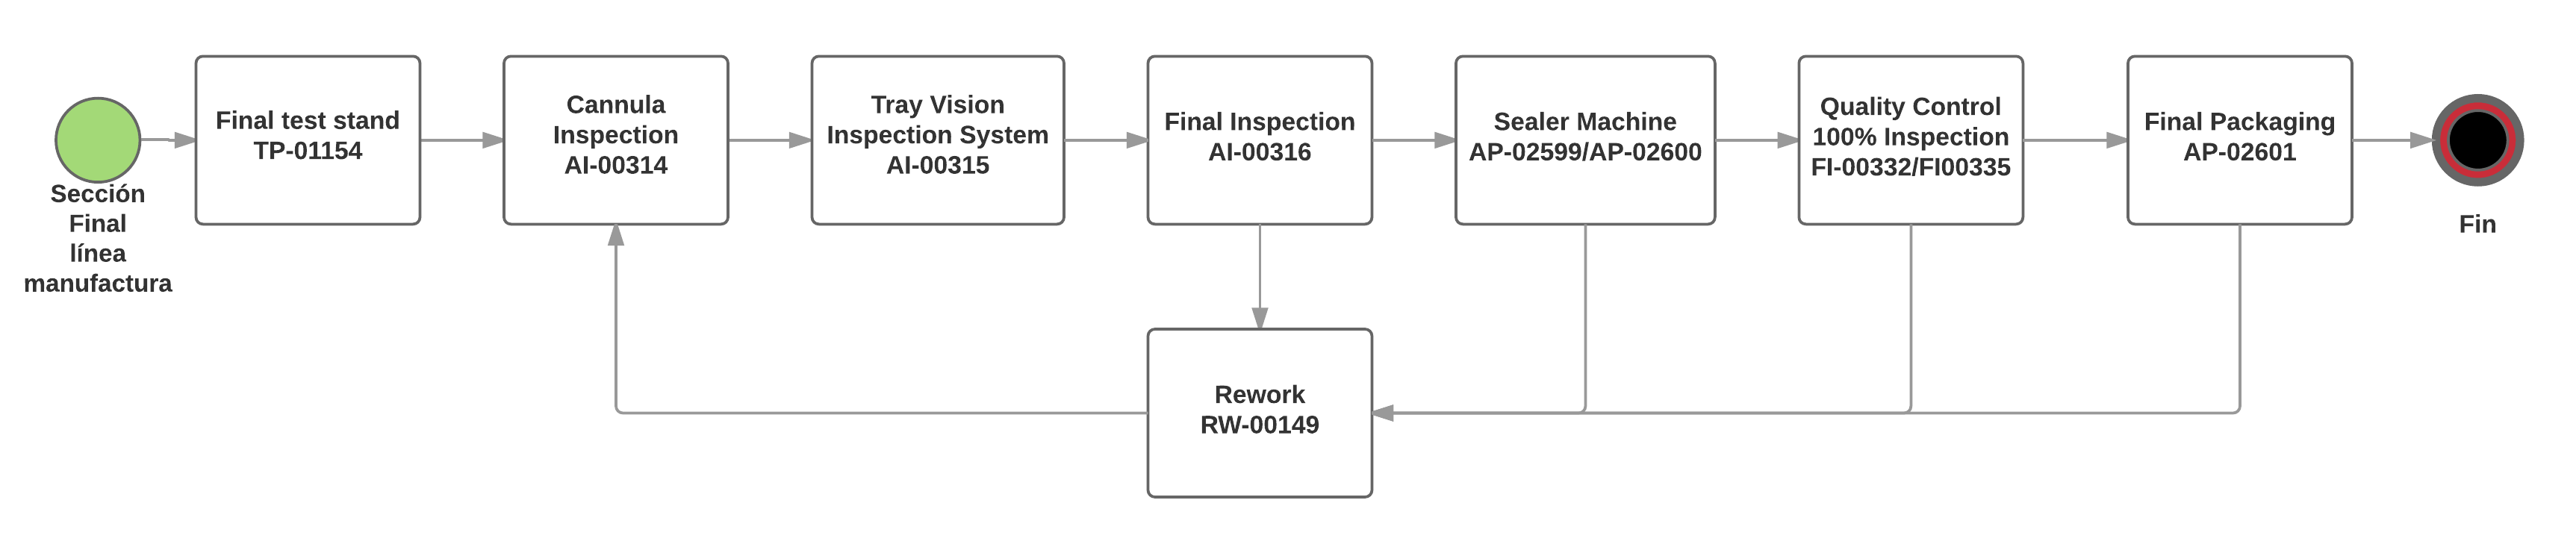 Sección
Final
línea
manufactura
Final test stand
TP-01154
Cannula
Inspection
AI-00314
Tray Vision
Inspection System
AI-00315
Final Inspection
AI-00316
Sealer Machine
AP-02599/AP-02600
Quality Control
100% Inspection
FI-00332/FI00335
Final Packaging
AP-02601
Fin
Rework
RW-00149